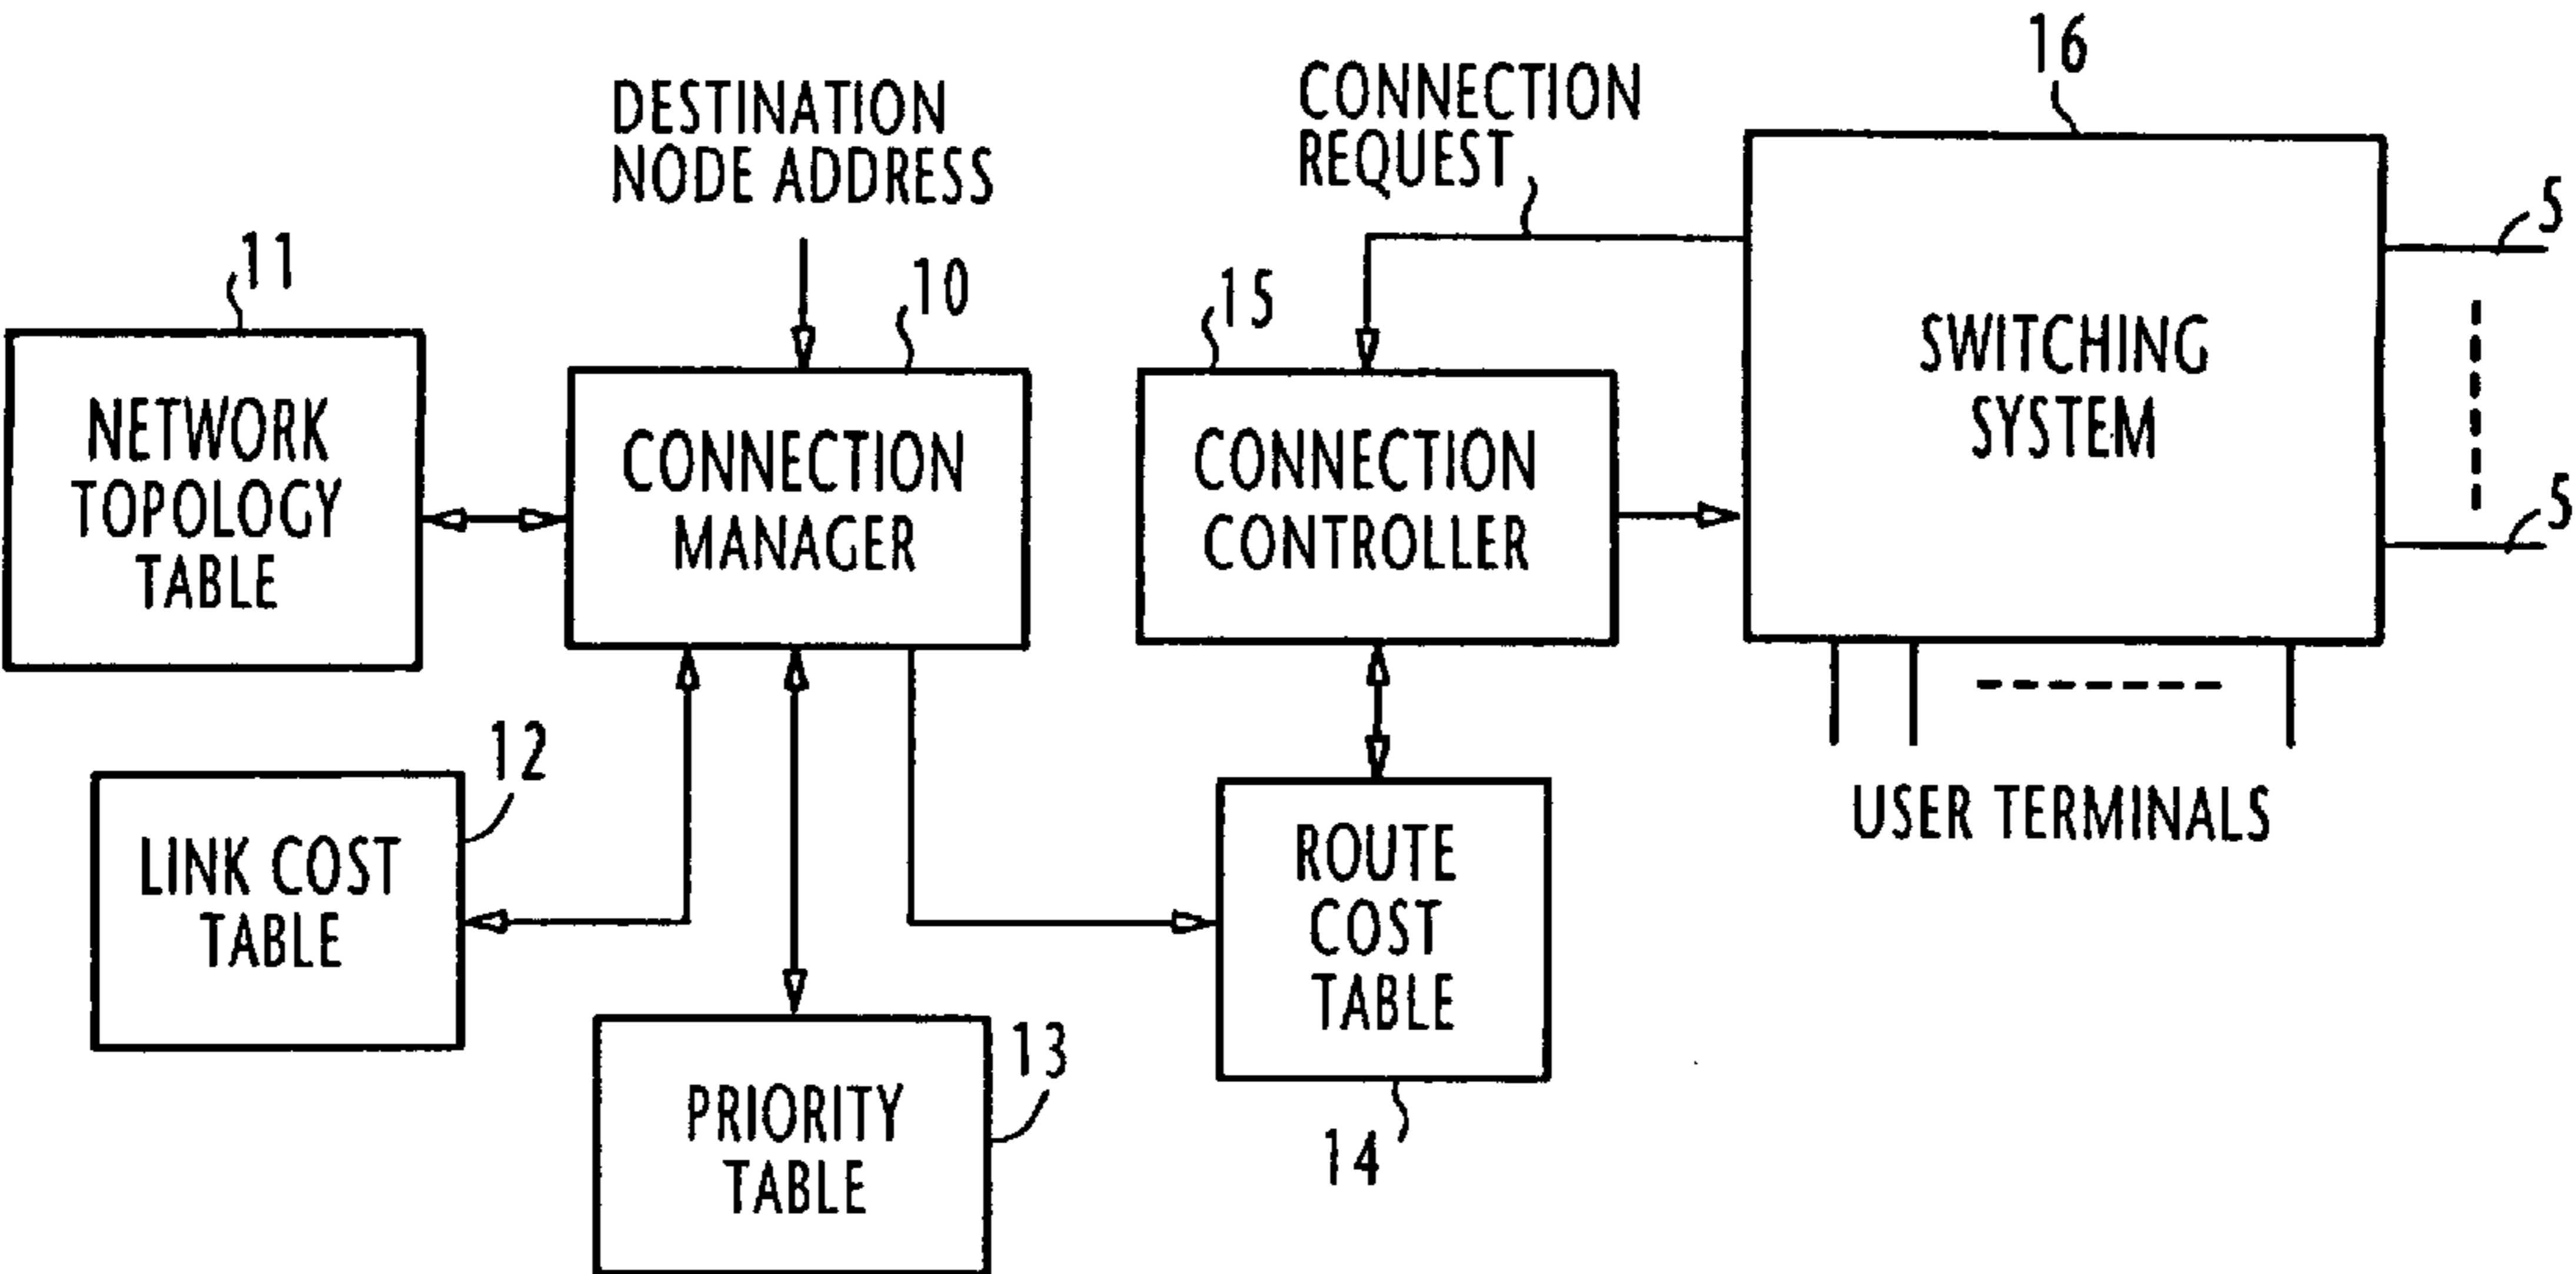 16
DESTINATION
NODE ADDRESS
CONNECTION
REQUEST
5
11
10
15
NETWORK
TOPOLOGY
TABLE
CONNECTION
MANAGER
CONNECTION
CONTROLLER
SWITCHING
SYSTEM
5
12
LINK COST
TABLE
ROUTE
COST
TABLE
USER TERMINALS
13
PRIORITY
TABLE
14